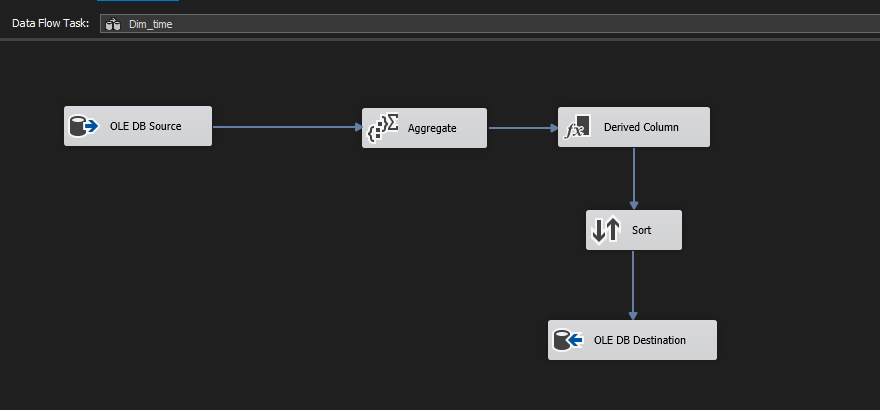 Data Flow Task: Dim_time
OLE DB Source
Aggregate
Derived Column
Sort
OLE DB Destination